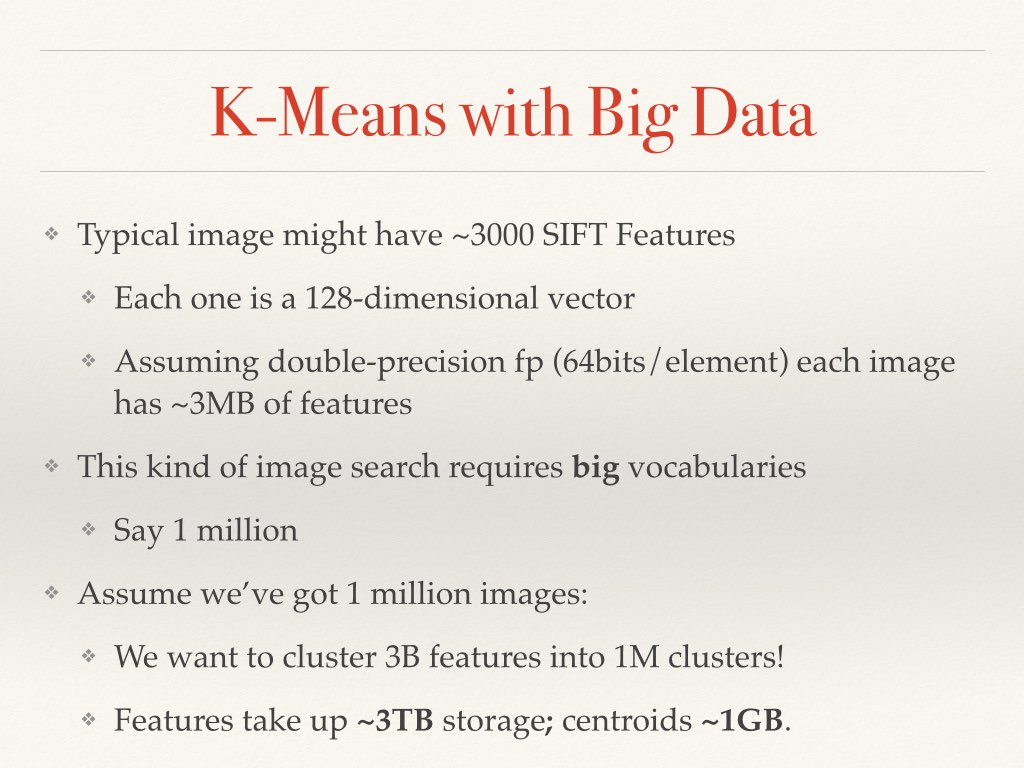 K-Means with Big Data
Typical image might have ~3000 SIFT Features
Each one is a 128-dimensional vector
Assuming double-precision fp (64bits/element) each image
has ~3MB of features
This kind of image search requires big vocabularies
Say 1 million
Assume we’ve got 1 million images:
We want to cluster 3B features into 1M clusters!
Features take up ~3TB storage; centroids ~1GB.